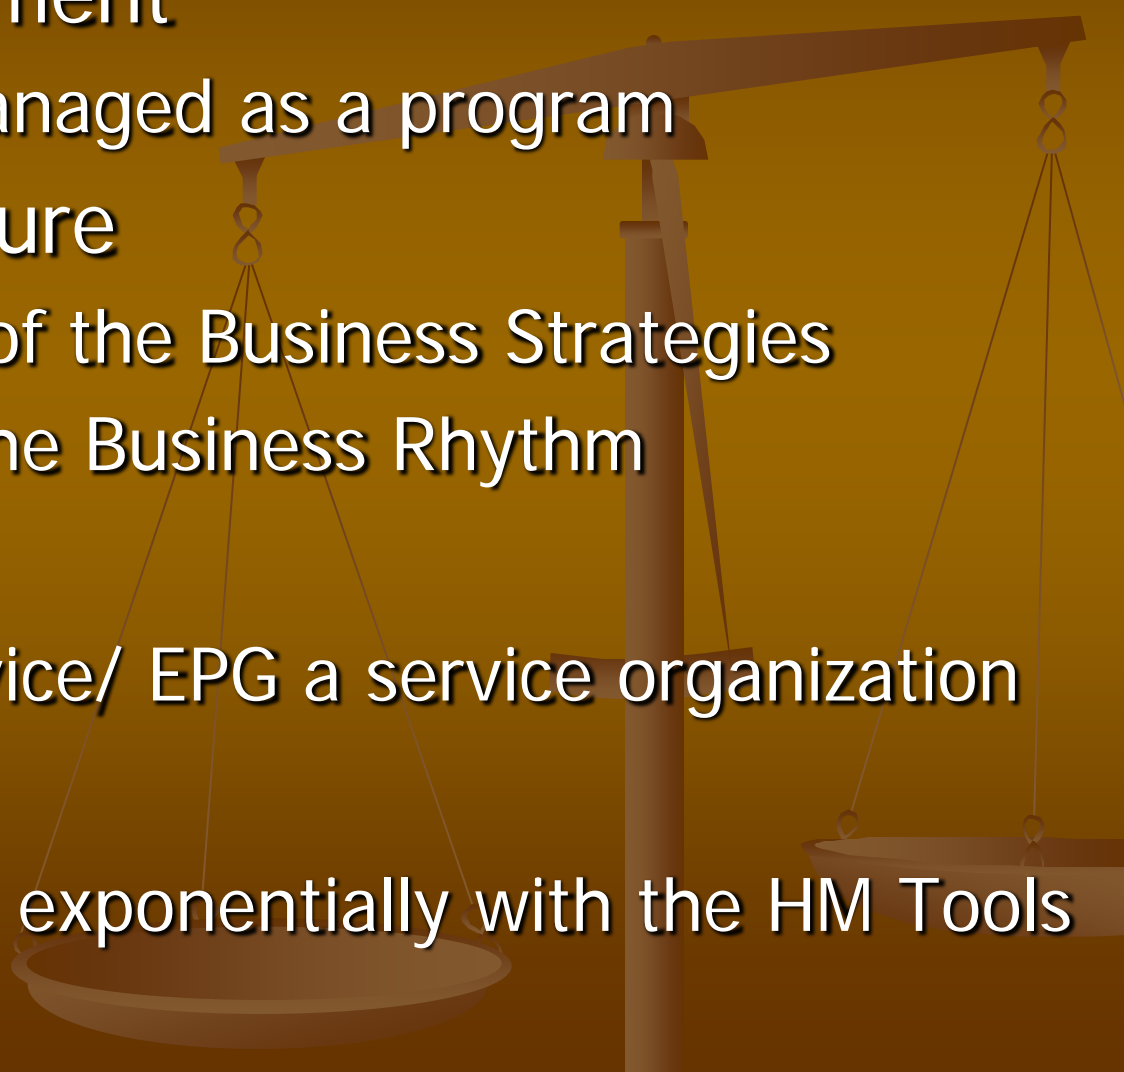 ment
anaged as a program
ure
of the Business Strategies
he Business Rhythm
vice/ EPG a service organization
exponentially with the HM Tools